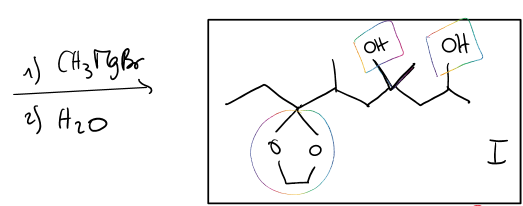 1) CH₃MgBr
2) H₂O
OH OH
O O
I